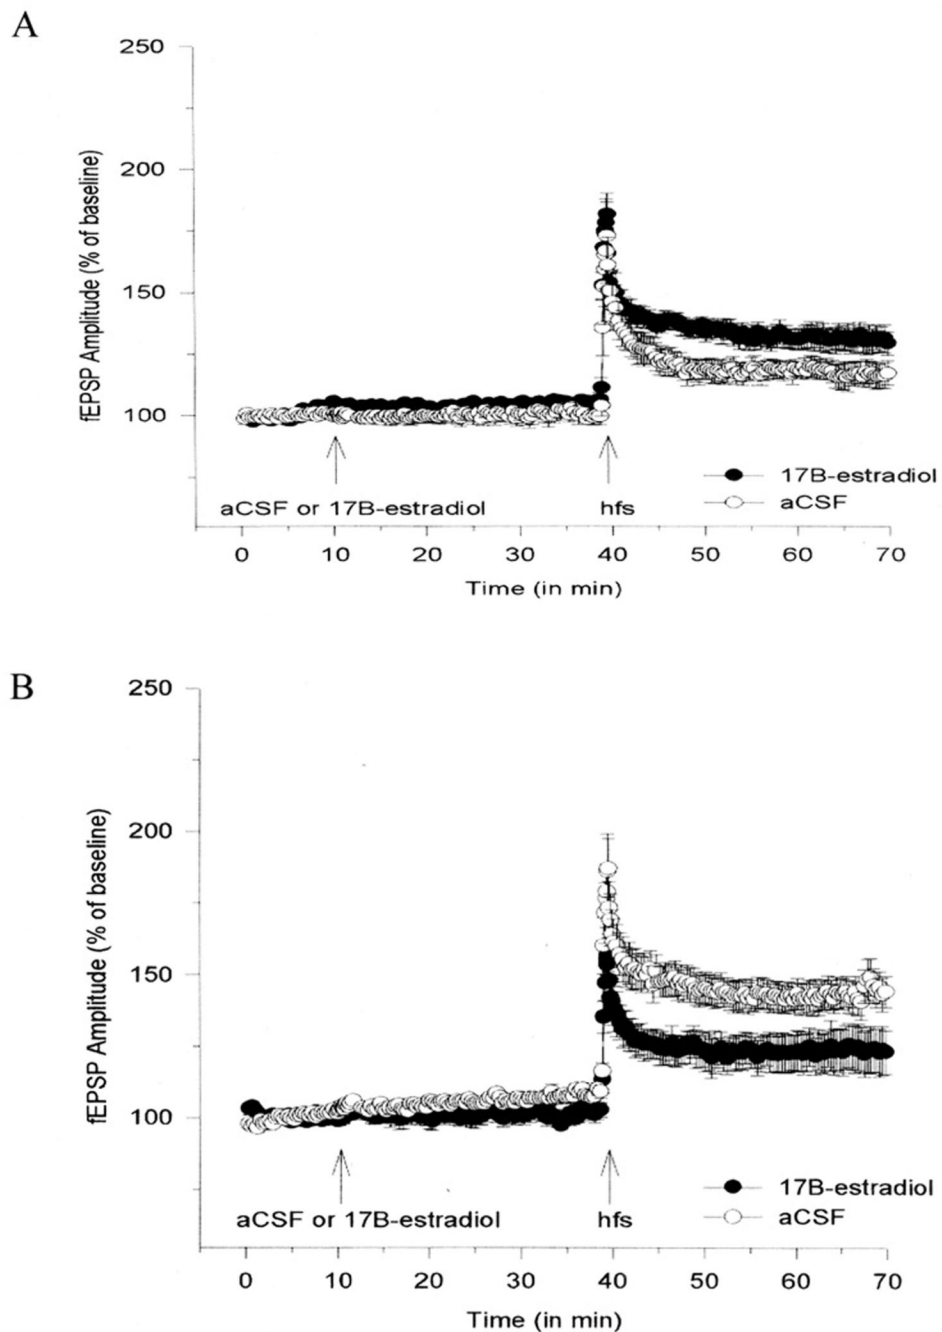 A
250
200
150
100
fEPSP Amplitude (% of baseline)
17B-estradiol
aCSF
aCSF or 17B-estradiol
hfs
0 10 20 30 40 50 60 70
Time (in min)
B
250
200
150
100
fEPSP Amplitude (% of baseline)
17B-estradiol
aCSF
aCSF or 17B-estradiol
hfs
0 10 20 30 40 50 60 70
Time (in min)